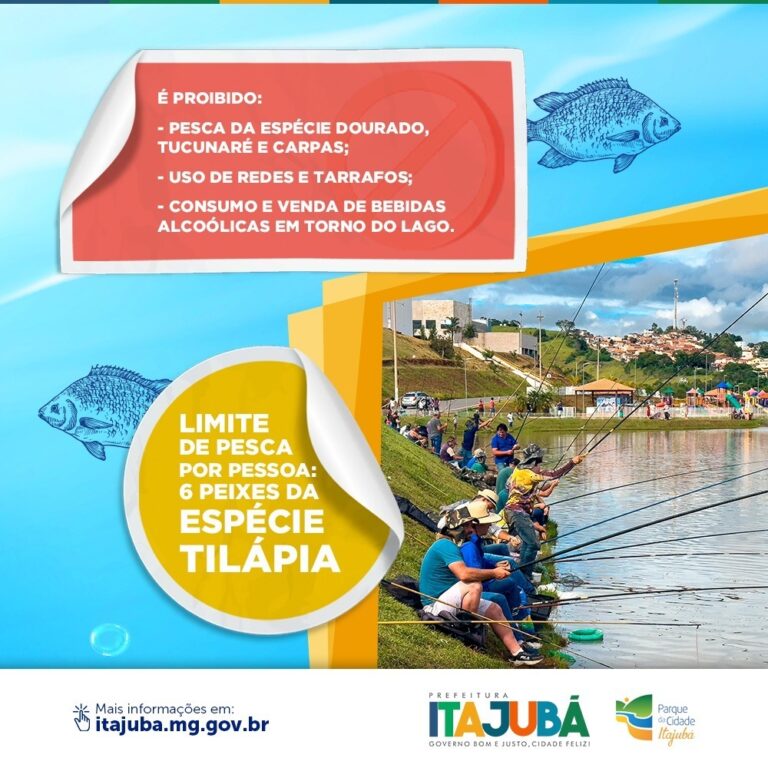 É PROIBIDO:
- PESCA DA ESPÉCIE DOURADO,
TUCUNARÉ E CARPAS;
- USO DE REDES E TARRAFOS;
- CONSUMO E VENDA DE BEBIDAS
ALCOÓLICAS EM TORNO DO LAGO.
LIMITE
DE PESCA
POR PESSOA:
6 PEIXES DA
ESPÉCIE
TILÁPIA
Mais informações em:
itajuba.mg.gov.br
PREFEITURA
ITAJUBÁ
GOVERNO BOM E JUSTO, CIDADE FELIZ!
Parque
da Cidade
Itajubá